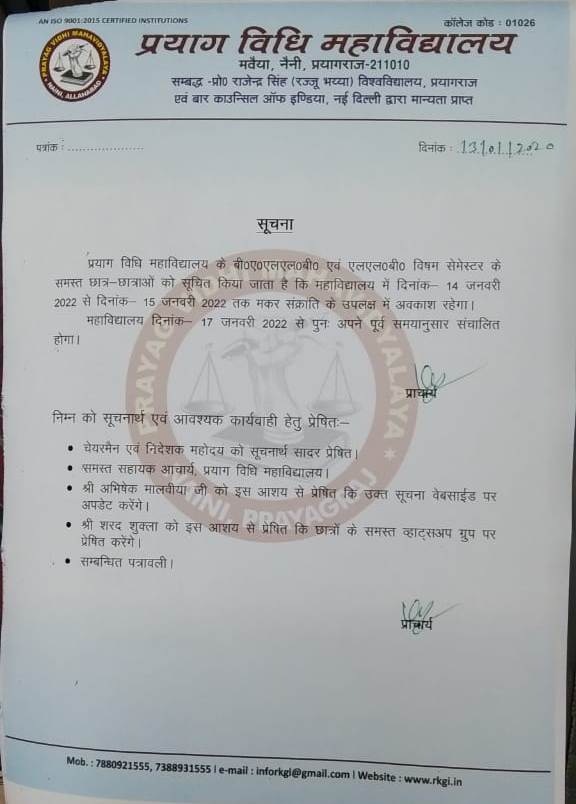 AN ISO 9001:2015 CERTIFIED INSTITUTIONS
कॉलेज कोड : 01026
PRAYAG VIDHI MAHAVIDYALAYA
NAINI, ALLAHABAD
प्रयाग विधि महाविद्यालय
मवैया, नैनी, प्रयागराज-211010
सम्बद्ध -प्रो० राजेन्द्र सिंह (रज्जू भय्या) विश्वविद्यालय, प्रयागराज
एवं बार काउन्सिल ऑफ इण्डिया, नई दिल्ली द्वारा मान्यता प्राप्त
पत्रांक : ....................
दिनांक : 13/01/2020
सूचना
प्रयाग विधि महाविद्यालय के बी०ए०एलएल०बी० एवं एलएल०बी० विषम सेमेस्टर के
समस्त छात्र–छात्राओं को सूचित किया जाता है कि महाविद्यालय में दिनांक– 14 जनवरी
2022 से दिनांक– 15 जनवरी 2022 तक मकर संक्राति के उपलक्ष में अवकाश रहेगा।
महाविद्यालय दिनांक– 17 जनवरी 2022 से पुनः अपने पूर्व समयानुसार संचालित
होगा।
प्राचार्य
निम्न को सूचनार्थ एवं आवश्यक कार्यवाही हेतु प्रेषितः–
• चेयरमैन एवं निदेशक महोदय को सूचनार्थ सादर प्रेषित।
• समस्त सहायक आचार्य, प्रयाग विधि महाविद्यालय।
• श्री अभिषेक मालवीया जी को इस आशय से प्रेषित कि उक्त सूचना वेबसाईड पर
अपडेट करेंगे।
• श्री शरद शुक्ला को इस आशय से प्रेषित कि छात्रों के समस्त व्हाट्सअप ग्रुप पर
प्रेषित करेंगे।
• सम्बन्धित पत्रावली।
PRAYAG VIDHI MAHAVIDYALAYA
NAINI, PRAYAGRAJ
प्राचार्य
Mob. : 7880921555, 7388931555 | e-mail : inforkgi@gmail.com | Website : www.rkgi.in